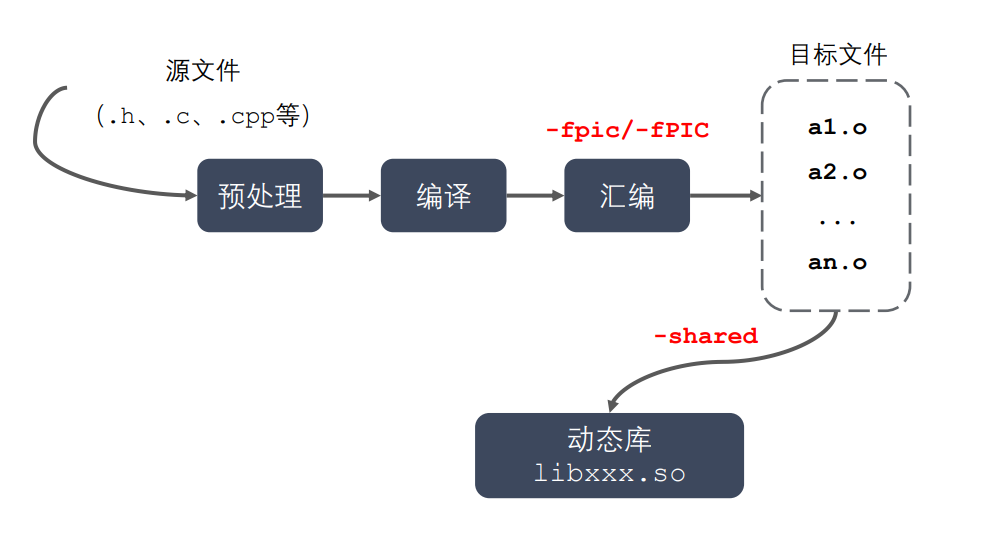 源文件
（.h、.c、.cpp等）
预处理
编译
-fpic/-fPIC
汇编
目标文件
a1.o
a2.o
...
an.o
-shared
动态库
libxxx.so